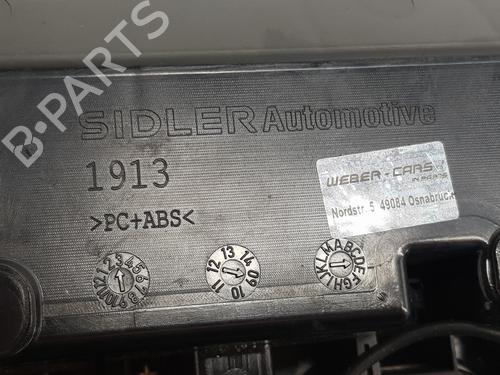 B-PARTS
SIDLER Automotive
1913
>PC+ABS<
WEBER - CARS
Nordstr. 5 49084 Osnabrück